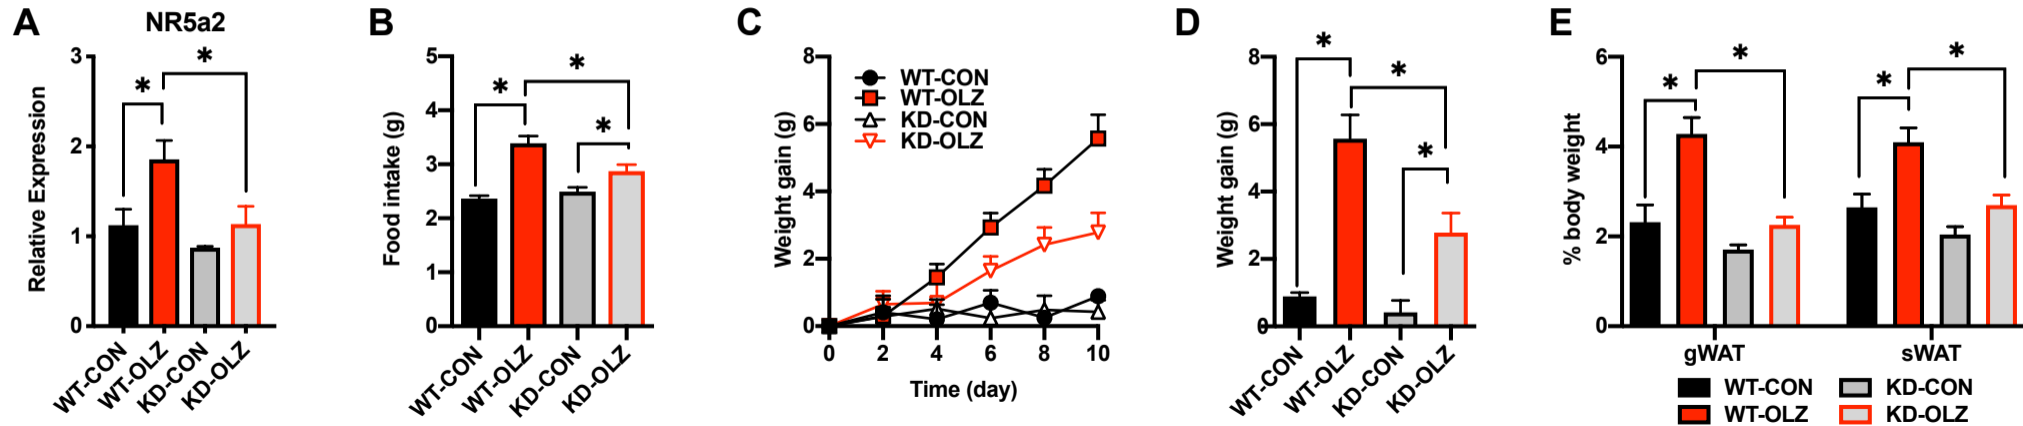 A
NR5a2
Relative Expression
3
2
1
0
*
*
WT-CON
WT-OLZ
KD-CON
KD-OLZ
B
Food intake (g)
5
4
3
2
1
0
*
*
*
WT-CON
WT-OLZ
KD-CON
KD-OLZ
C
Weight gain (g)
8
6
4
2
0
WT-CON
WT-OLZ
KD-CON
KD-OLZ
0 2 4 6 8 10
Time (day)
D
Weight gain (g)
8
6
4
2
0
*
*
*
WT-CON
WT-OLZ
KD-CON
KD-OLZ
E
% body weight
6
4
2
0
*
*
*
*
gWAT sWAT
WT-CON KD-CON
WT-OLZ KD-OLZ